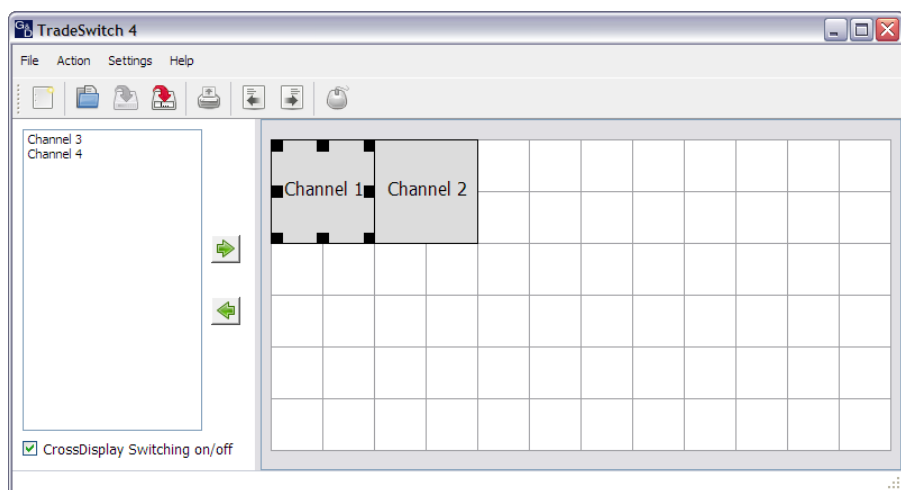 G&D TradeSwitch 4
File Action Settings Help
Channel 3
Channel 4
Channel 1 Channel 2
CrossDisplay Switching on/off